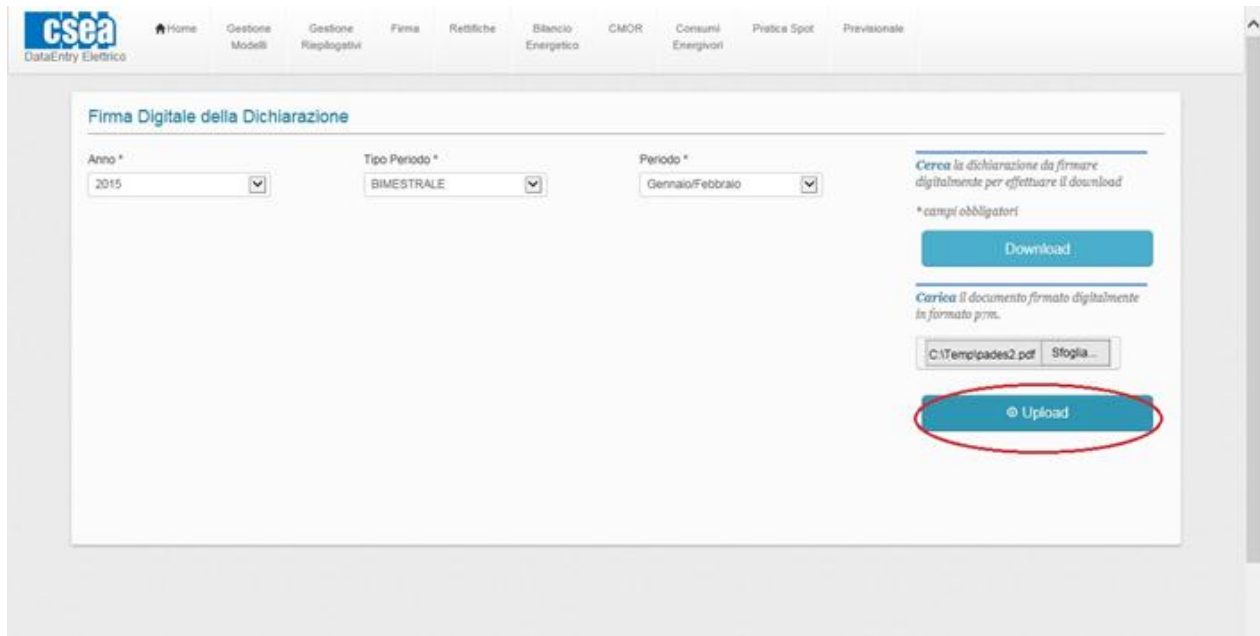 csea
DataEntry Elettrico
Home
Gestione
Modelli
Gestione
Riepilogativi
Firma
Rettifiche
Bilancio
Energetico
CMOR
Consumi
Energivori
Pratica Spot
Previsionale
Firma Digitale della Dichiarazione
Anno *
2015
Tipo Periodo *
BIMESTRALE
Periodo *
Gennaio/Febbraio
Cerca la dichiarazione da firmare
digitalmente per effettuare il download
* campi obbligatori
Download
Carica il documento firmato digitalmente
in formato p7m.
C:\Temp\pades2.pdf
Sfoglia...
Upload